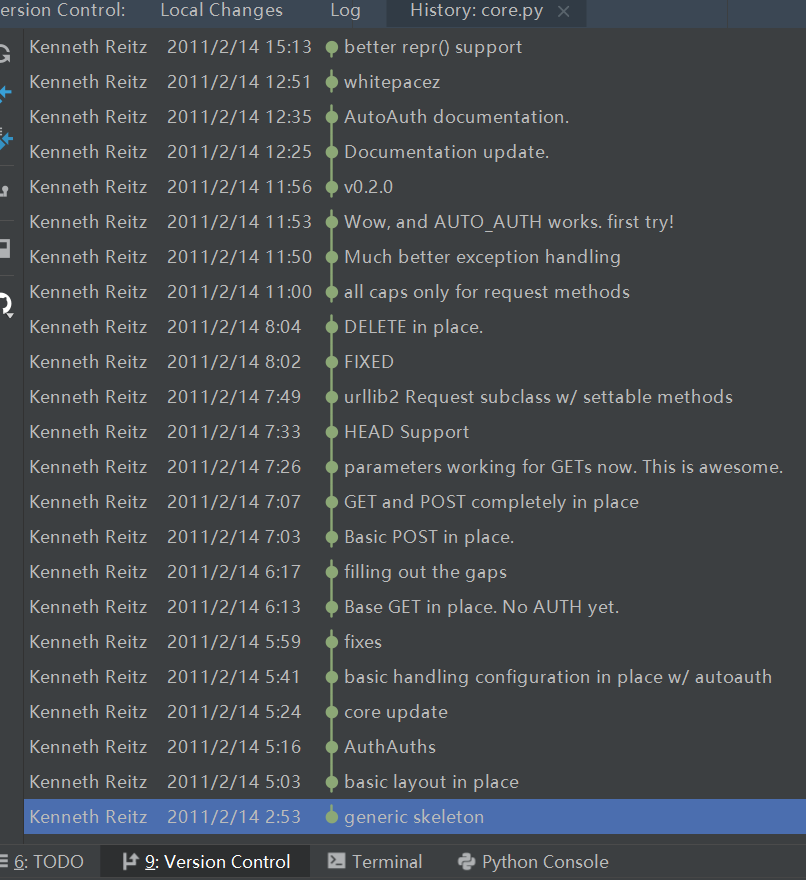 ersion Control: Local Changes Log History: core.py
Kenneth Reitz 2011/2/14 15:13 better repr() support
Kenneth Reitz 2011/2/14 12:51 whitepacez
Kenneth Reitz 2011/2/14 12:35 AutoAuth documentation.
Kenneth Reitz 2011/2/14 12:25 Documentation update.
Kenneth Reitz 2011/2/14 11:56 v0.2.0
Kenneth Reitz 2011/2/14 11:53 Wow, and AUTO_AUTH works. first try!
Kenneth Reitz 2011/2/14 11:50 Much better exception handling
Kenneth Reitz 2011/2/14 11:00 all caps only for request methods
Kenneth Reitz 2011/2/14 8:04 DELETE in place.
Kenneth Reitz 2011/2/14 8:02 FIXED
Kenneth Reitz 2011/2/14 7:49 urllib2 Request subclass w/ settable methods
Kenneth Reitz 2011/2/14 7:33 HEAD Support
Kenneth Reitz 2011/2/14 7:26 parameters working for GETs now. This is awesome.
Kenneth Reitz 2011/2/14 7:07 GET and POST completely in place
Kenneth Reitz 2011/2/14 7:03 Basic POST in place.
Kenneth Reitz 2011/2/14 6:17 filling out the gaps
Kenneth Reitz 2011/2/14 6:13 Base GET in place. No AUTH yet.
Kenneth Reitz 2011/2/14 5:59 fixes
Kenneth Reitz 2011/2/14 5:41 basic handling configuration in place w/ autoauth
Kenneth Reitz 2011/2/14 5:24 core update
Kenneth Reitz 2011/2/14 5:16 AuthAuths
Kenneth Reitz 2011/2/14 5:03 basic layout in place
Kenneth Reitz 2011/2/14 2:53 generic skeleton
6: TODO 9: Version Control Terminal Python Console